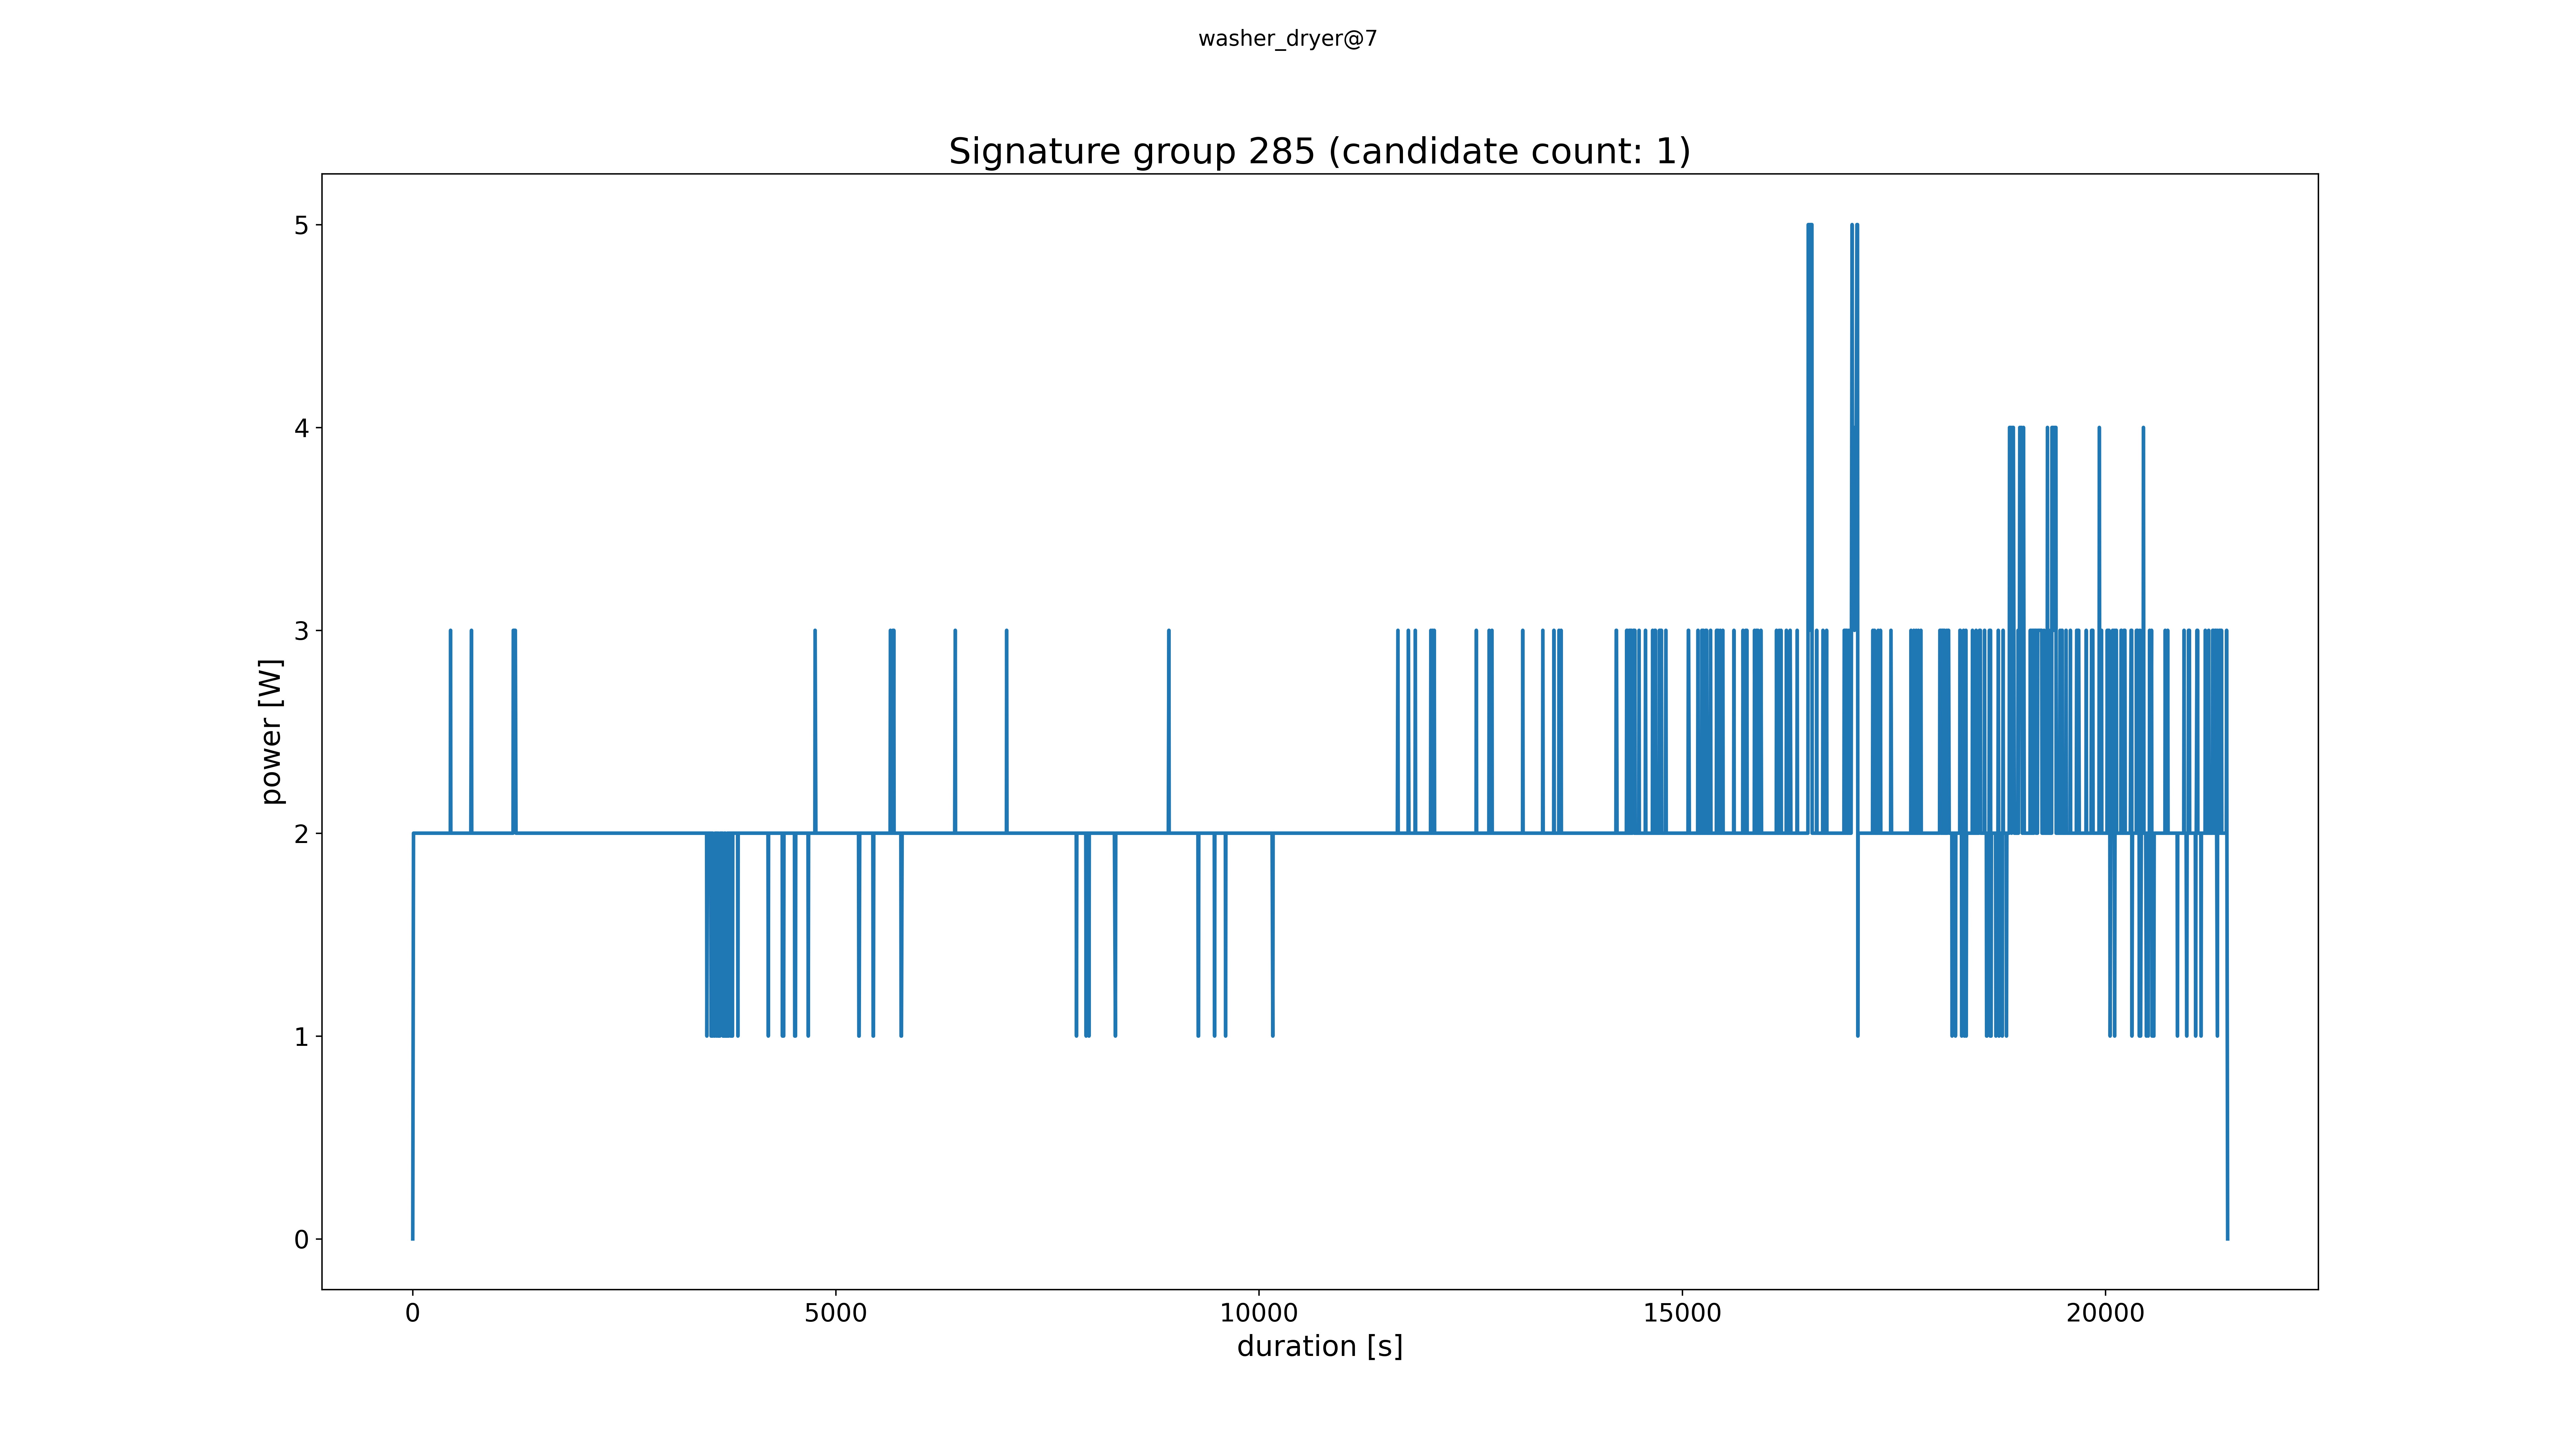 washer_dryer@7
Signature group 285 (candidate count: 1)
5
4
3
2
1
0
power [W]
0 5000 10000 15000 20000
duration [s]